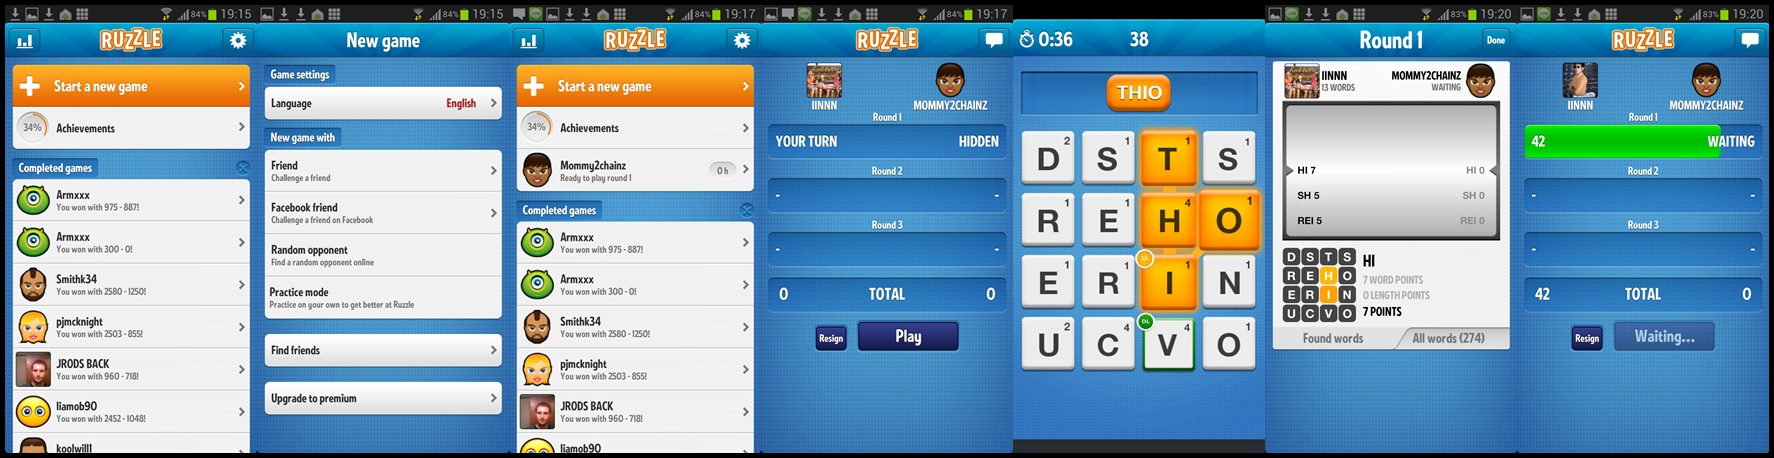 84% 19:15
RUZZLE
Start a new game
34% Achievements
Completed games
Armxxx
You won with 975 - 887!
Armxxx
You won with 300 - 0!
Smithk34
You won with 2580 - 1250!
pjmcknight
You won with 2503 - 855!
JRODS BACK
You won with 960 - 718!
liamob90
You won with 2452 - 1048!
koolwill1
84% 19:15
New game
Game settings
Language English
New game with
Friend
Challenge a friend
Facebook friend
Challenge a friend on Facebook
Random opponent
Find a random opponent online
Practice mode
Practice on your own to get better at Ruzzle
Find friends
Upgrade to premium
84% 19:17
RUZZLE
Start a new game
34% Achievements
Mommy2chainz
Ready to play round 1
0 h
Completed games
Armxxx
You won with 975 - 887!
Armxxx
You won with 300 - 0!
Smithk34
You won with 2580 - 1250!
pjmcknight
You won with 2503 - 855!
JRODS BACK
You won with 960 - 718!
liamob90
84% 19:17
RUZZLE
IINNN MOMMY2CHAINZ
Round 1
YOUR TURN HIDDEN
Round 2
- -
Round 3
- -
0 TOTAL 0
Resign Play
0:36 38
THIO
D 2 S 1 T 1 S 1
R 1 E 1 H 4 O 1
E 1 R 1 I 1 N 1
U 2 C 4 V 4 O 1
DL
83% 19:20
Round 1 Done
IINNN MOMMY2CHAINZ
13 WORDS WAITING
HI 7 HI 0
SH 5 SH 0
REI 5 REI 0
D S T S
R E H O
E R I N
U C V O
HI
7 WORD POINTS
0 LENGTH POINTS
7 POINTS
Found words All words (274)
83% 19:20
RUZZLE
IINNN MOMMY2CHAINZ
Round 1
42 WAITING
Round 2
- -
Round 3
- -
42 TOTAL 0
Resign Waiting...